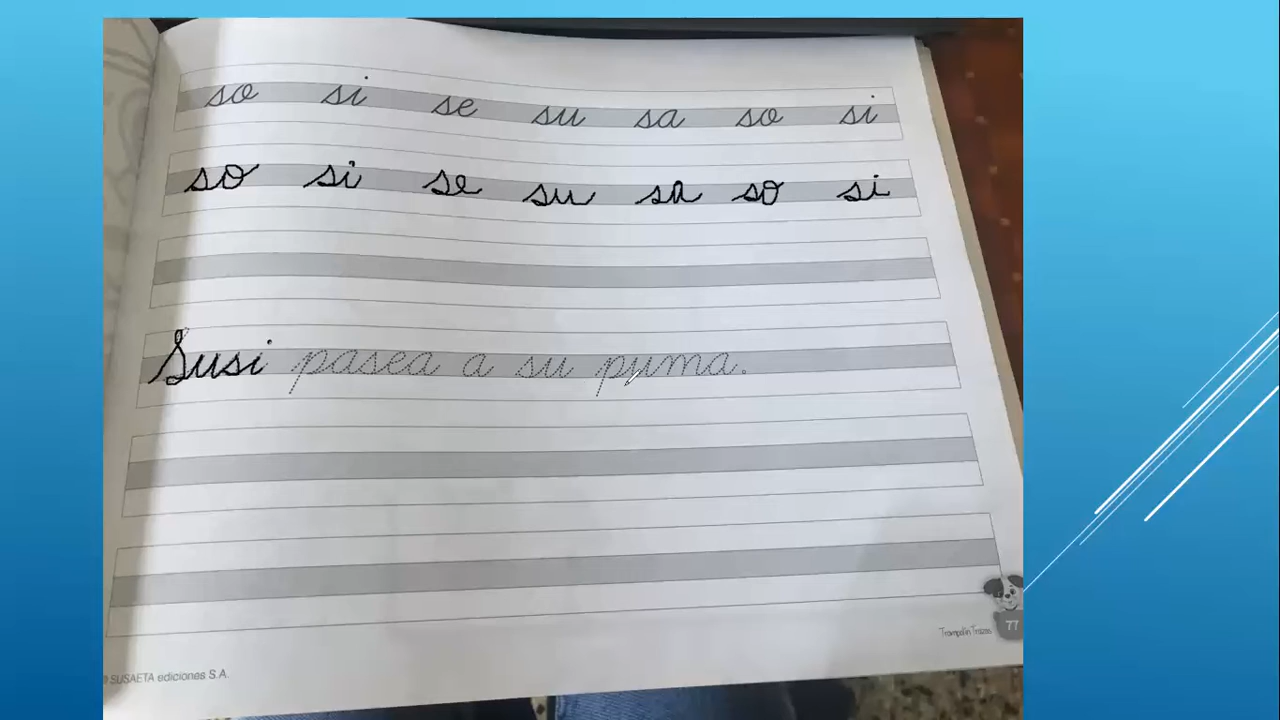 so si se su sa so si
so si se su sa so si
Susi pasea a su puma.
Trampolín Trazos 77
SUSAETA ediciones S.A.